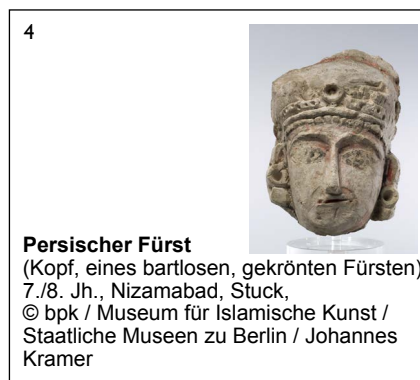 4
Persischer Fürst
(Kopf, eines bartlosen, gekrönten Fürsten)
7./8. Jh., Nizamabad, Stuck,
© bpk / Museum für Islamische Kunst /
Staatliche Museen zu Berlin / Johannes
Kramer